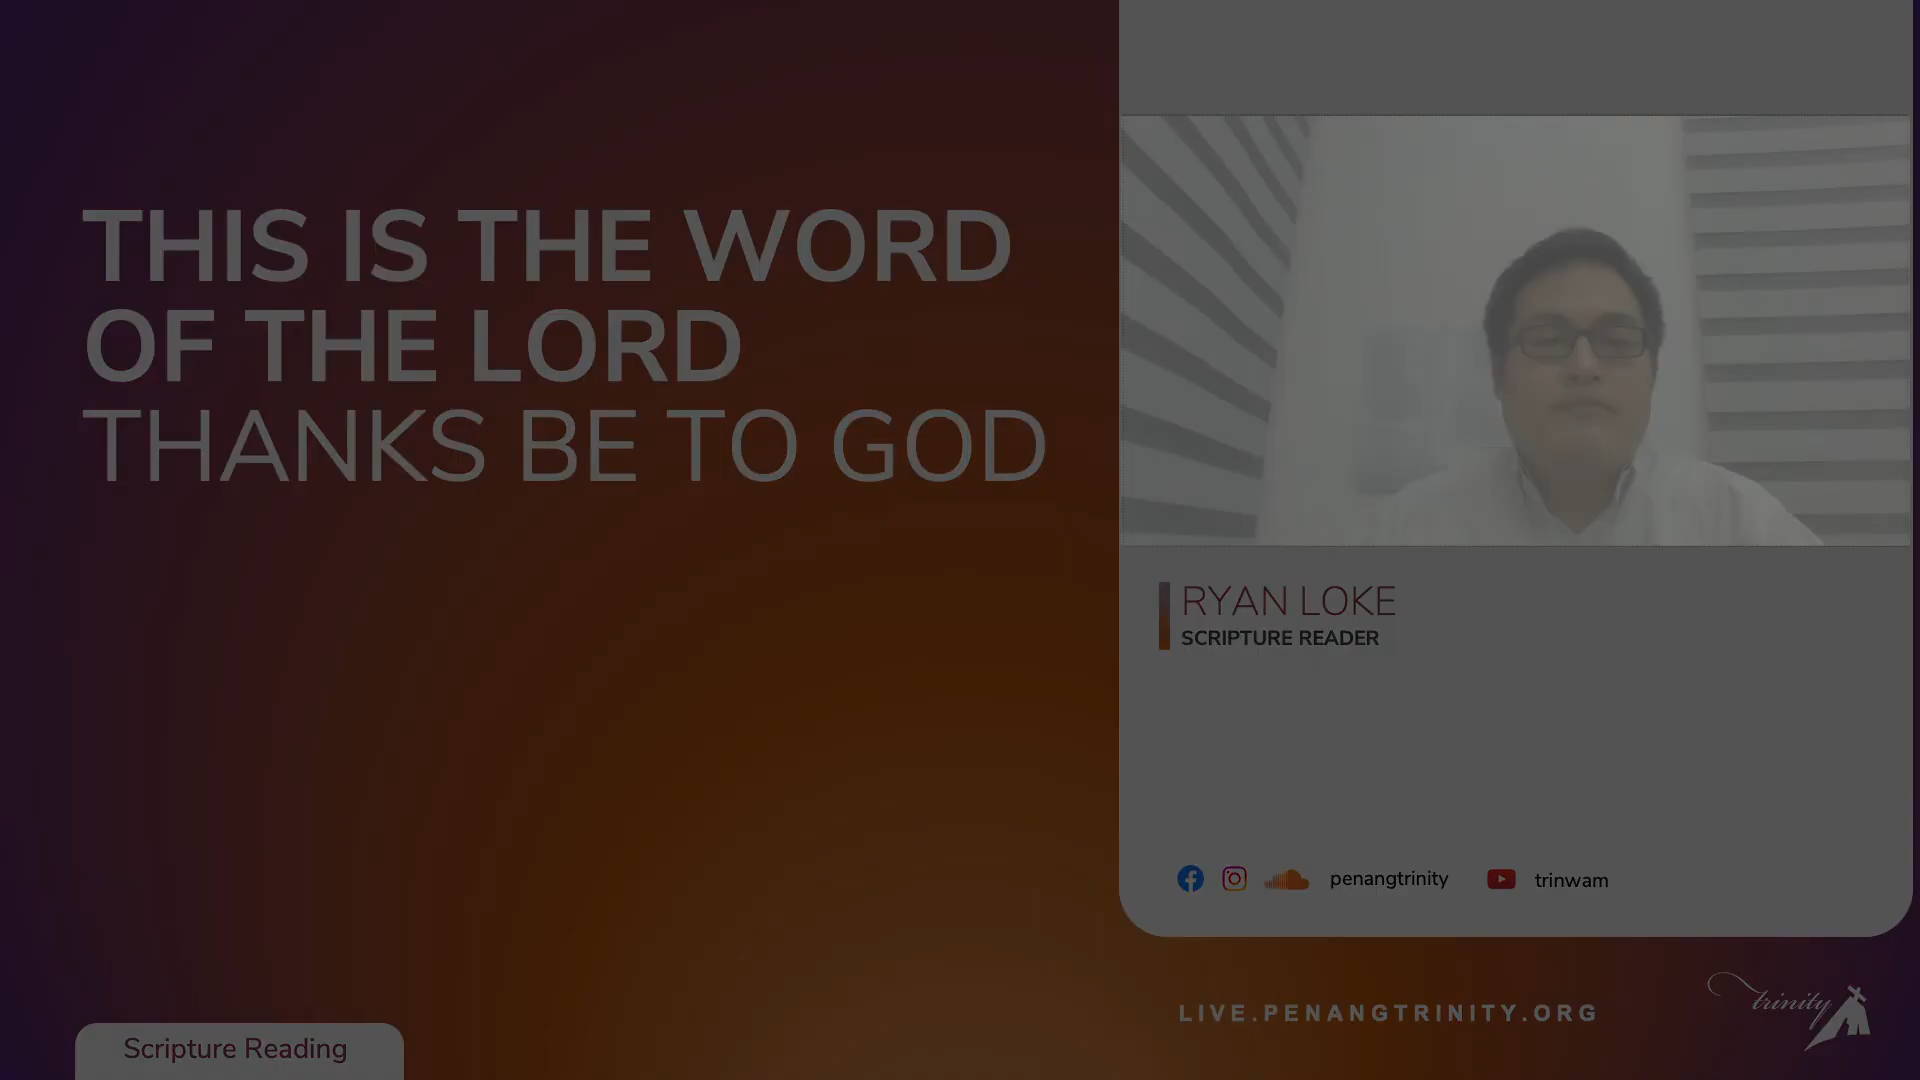 THIS IS THE WORD
OF THE LORD
THANKS BE TO GOD
RYAN LOKE
SCRIPTURE READER
penangtrinity
trinwam
LIVE.PENANGTRINITY.ORG
trinity
Scripture Reading